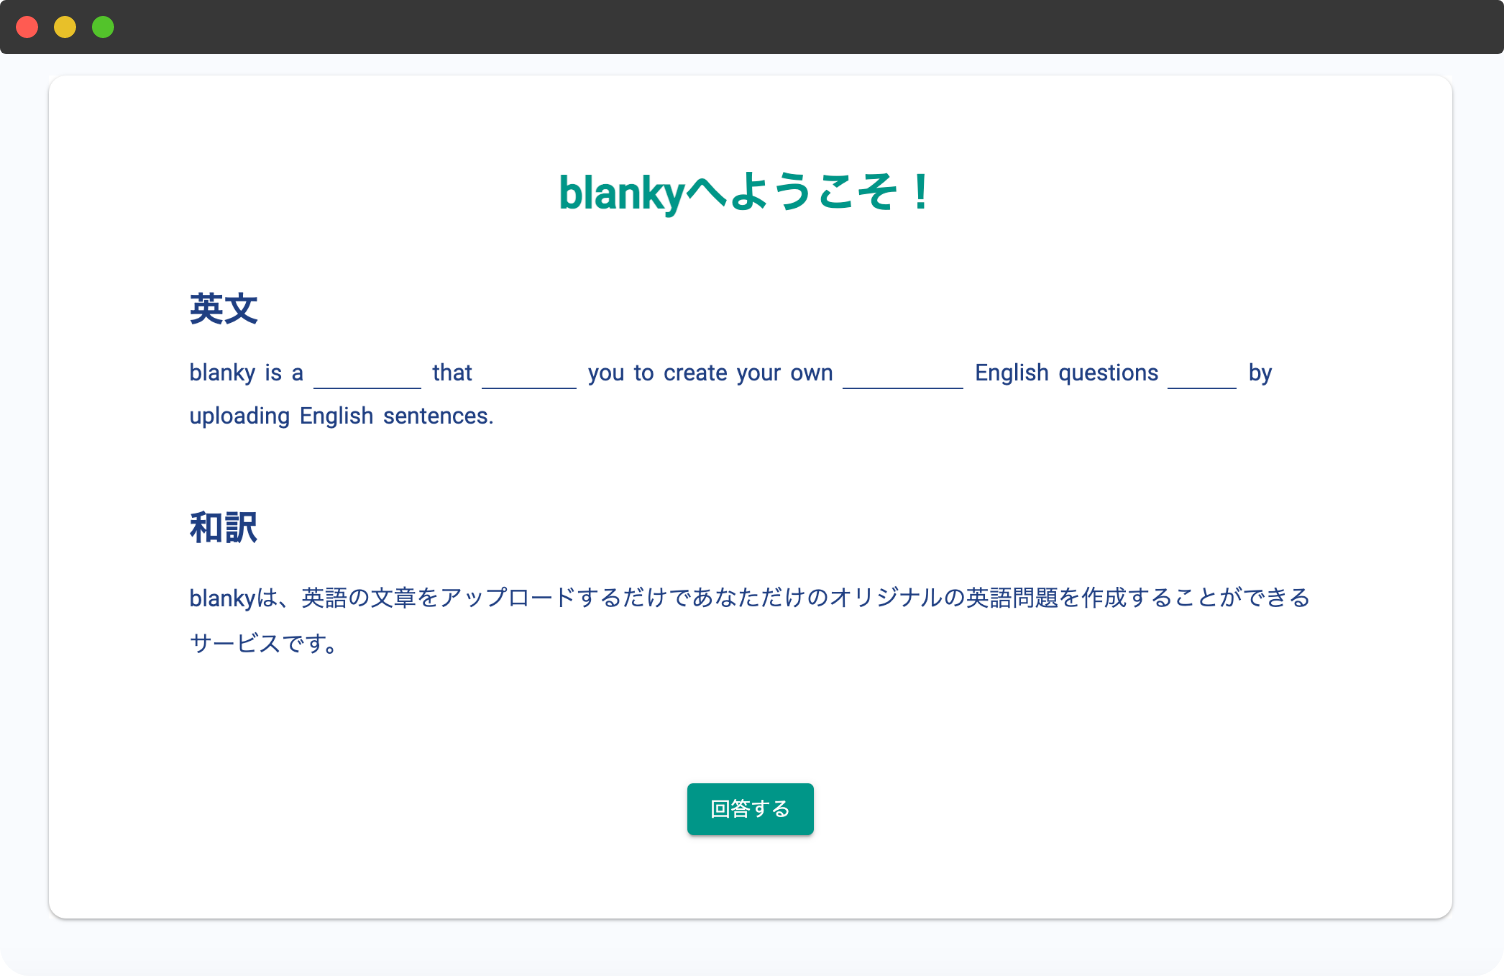 blankyへようこそ！
英文
blanky is a __________ that _________ you to create your own ___________ English questions ______ by
uploading English sentences.
和訳
blankyは、英語の文章をアップロードするだけであなただけのオリジナルの英語問題を作成することができる
サービスです。
回答する